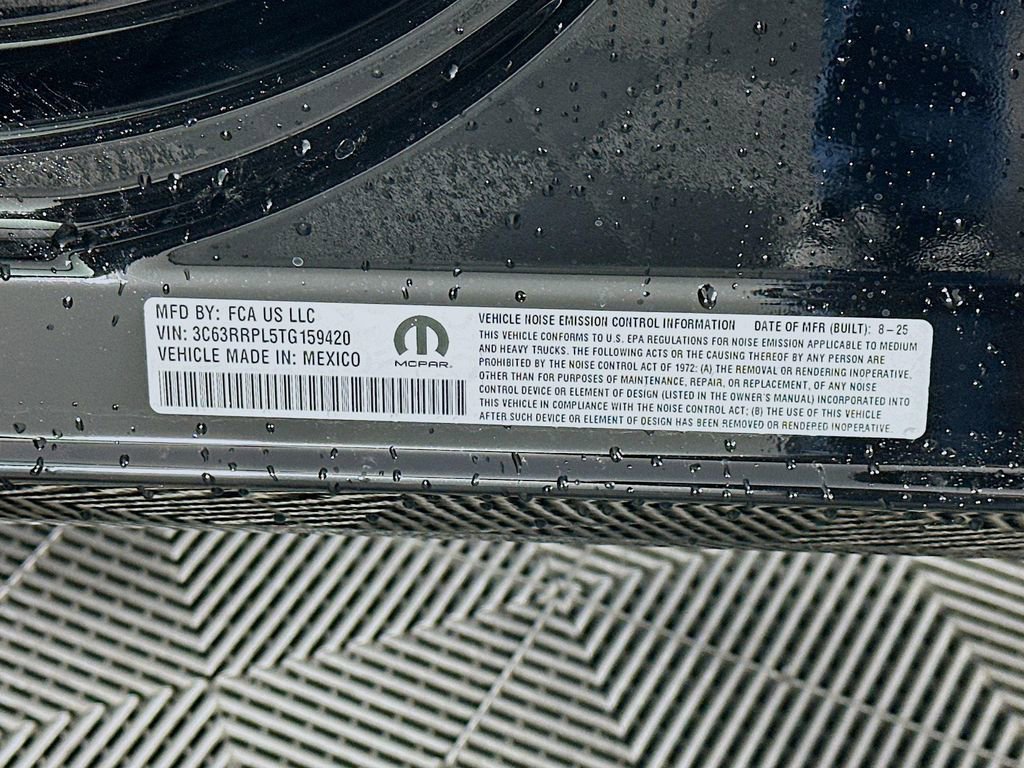 MFD BY: FCA US LLC
VIN: 3C63RRPL5TG159420
VEHICLE MADE IN: MEXICO
MOPAR®
VEHICLE NOISE EMISSION CONTROL INFORMATION DATE OF MFR (BUILT): 8-25
THIS VEHICLE CONFORMS TO U.S. EPA REGULATIONS FOR NOISE EMISSION APPLICABLE TO MEDIUM
AND HEAVY TRUCKS. THE FOLLOWING ACTS OR THE CAUSING THEREOF BY ANY PERSON ARE
PROHIBITED BY THE NOISE CONTROL ACT OF 1972: (A) THE REMOVAL OR RENDERING INOPERATIVE,
OTHER THAN FOR PURPOSES OF MAINTENANCE, REPAIR, OR REPLACEMENT, OF ANY NOISE
CONTROL DEVICE OR ELEMENT OF DESIGN (LISTED IN THE OWNER'S MANUAL) INCORPORATED INTO
THIS VEHICLE IN COMPLIANCE WITH THE NOISE CONTROL ACT; (B) THE USE OF THIS VEHICLE
AFTER SUCH DEVICE OR ELEMENT OF DESIGN HAS BEEN REMOVED OR RENDERED INOPERATIVE.